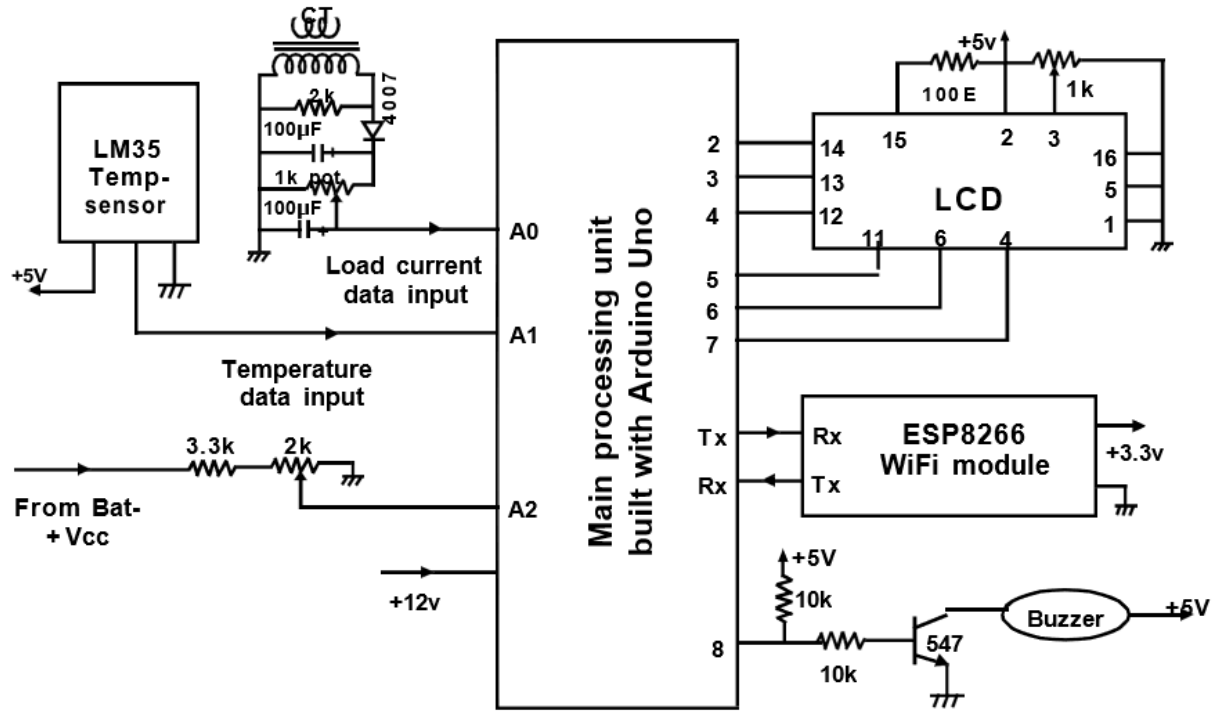 CT
2k
4007
100µF
1k pot
100µF
LM35
Temp-
sensor
+5V
A0
Load current
data input
A1
Temperature
data input
3.3k
2k
From Bat-
+Vcc
A2
+12v
Main processing unit
built with Arduino Uno
2
3
4
5
6
7
Tx
Rx
8
+5v
100E
1k
15
2
3
14
13
12
16
5
1
LCD
11
6
4
Rx
Tx
ESP8266
WiFi module
+3.3v
+5V
10k
10k
547
Buzzer
+5V